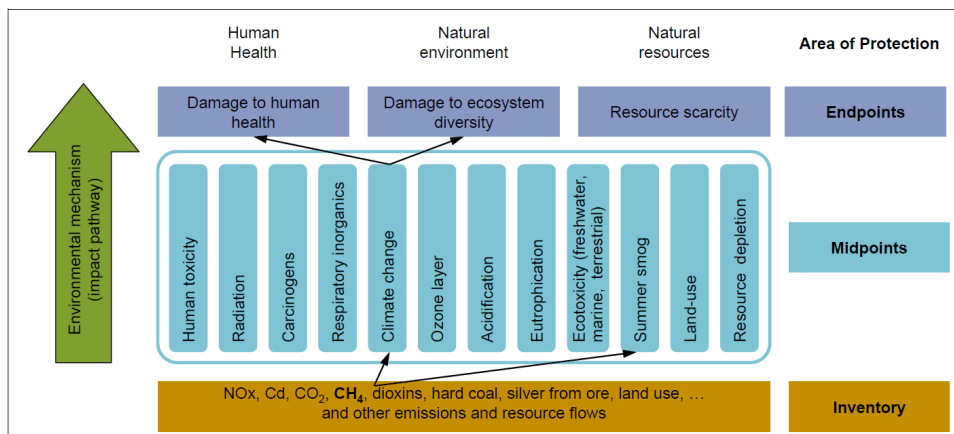 Human
Health
Natural
environment
Natural
resources
Area of Protection
Damage to human
health
Damage to ecosystem
diversity
Resource scarcity
Endpoints
Environmental mechanism
(impact pathway)
Human toxicity
Radiation
Carcinogens
Respiratory inorganics
Climate change
Ozone layer
Acidification
Eutrophication
Ecotoxicity (freshwater,
marine, terrestrial)
Summer smog
Land-use
Resource depletion
Midpoints
NOx, Cd, CO₂, CH₄, dioxins, hard coal, silver from ore, land use, …
and other emissions and resource flows
Inventory